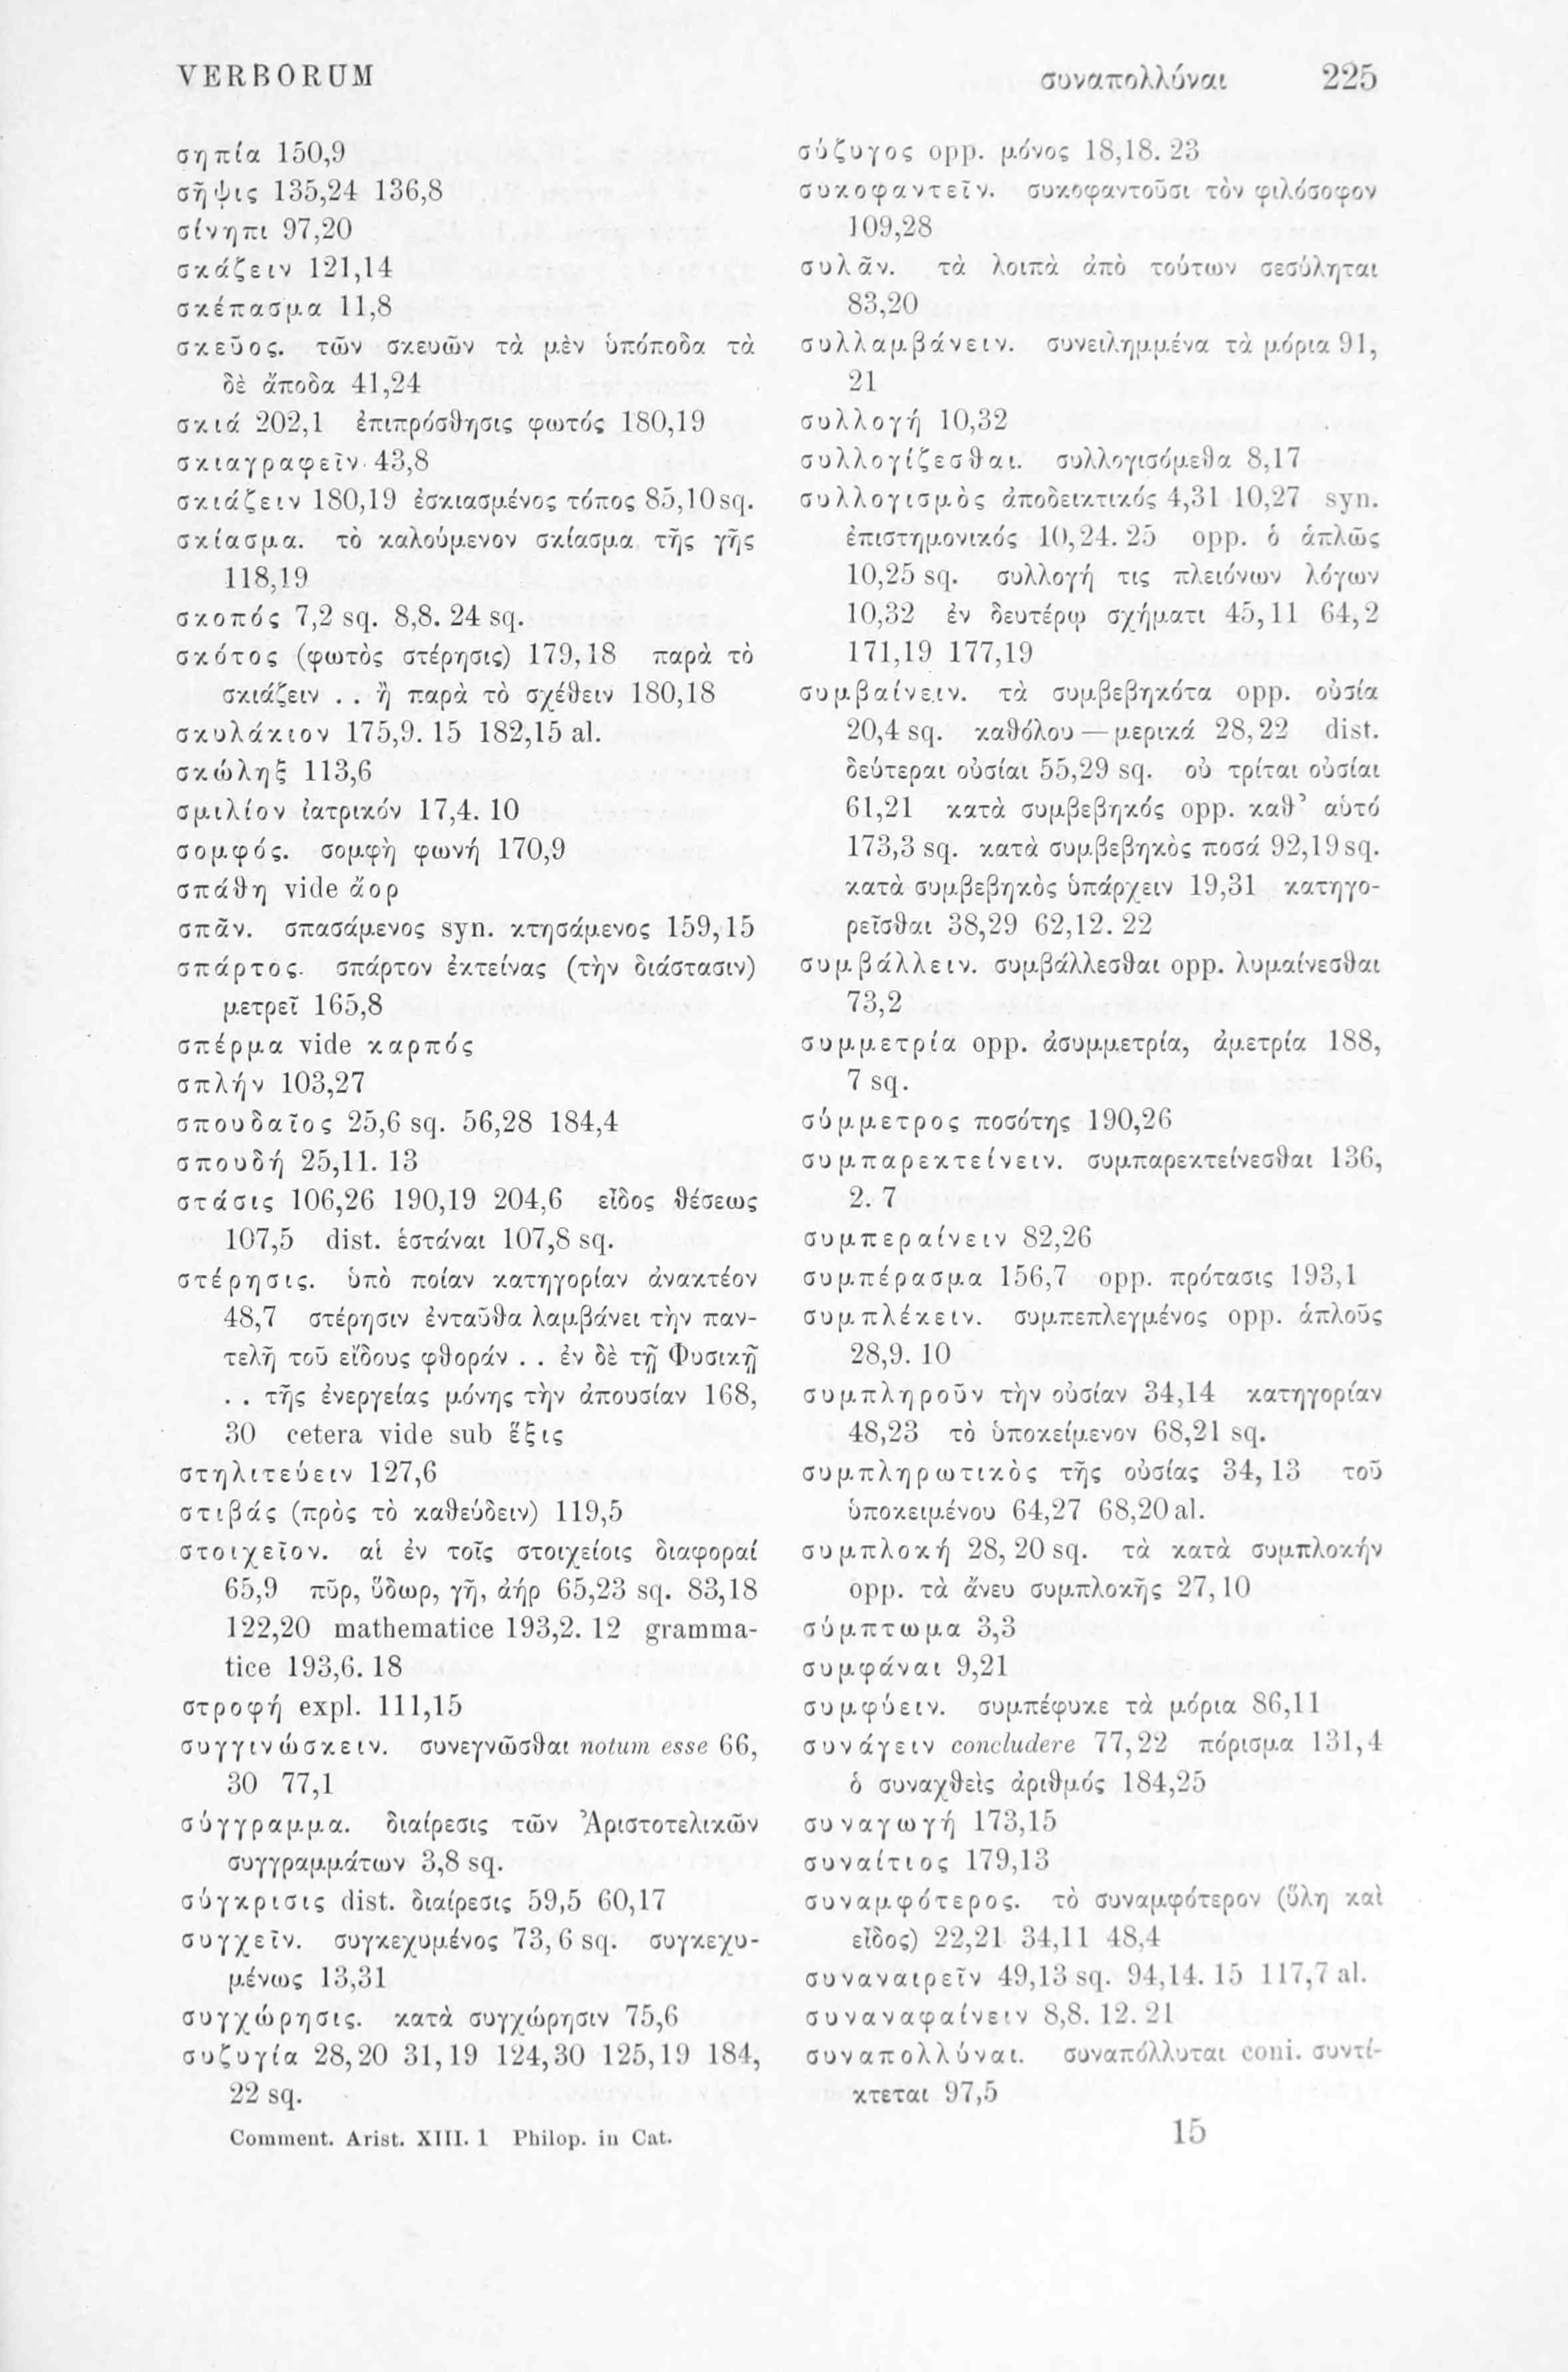 VERBORUM συναπολλύναι 225
σηπία 150,9
σῆψις 135,24 136,8
σίνηπι 97,20
σκάζειν 121,14
σκέπασμα 11,8
σκεῦος. τῶν σκευῶν τὰ μὲν ὑπόποδα τὰ
δὲ ἄποδα 41,24
σκιά 202,1 ἐπιπρόσθησις φωτός 180,19
σκιαγραφεῖν 43,8
σκιάζειν 180,19 ἐσκιασμένος τόπος 85,10 sq.
σκίασμα. τὸ καλούμενον σκίασμα τῆς γῆς
118,19
σκοπός 7,2 sq. 8,8. 24 sq.
σκότος (φωτὸς στέρησις) 179,18 παρὰ τὸ
σκιάζειν . . ἢ παρὰ τὸ σχέθειν 180,18
σκυλάκιον 175,9. 15 182,15 al.
σκώληξ 113,6
σμιλίον ἰατρικόν 17,4. 10
σομφός. σομφὴ φωνή 170,9
σπάθη vide ἄορ
σπᾶν. σπασάμενος syn. κτησάμενος 159,15
σπάρτος. σπάρτον ἐκτείνας (τὴν διάστασιν)
μετρεῖ 165,8
σπέρμα vide καρπός
σπλήν 103,27
σπουδαῖος 25,6 sq. 56,28 184,4
σπουδή 25,11. 13
στάσις 106,26 190,19 204,6 εἶδος θέσεως
107,5 dist. ἑστάναι 107,8 sq.
στέρησις. ὑπὸ ποίαν κατηγορίαν ἀνακτέον
48,7 στέρησιν ἐνταῦθα λαμβάνει τὴν παν-
τελῆ τοῦ εἴδους φθοράν . . ἐν δὲ τῇ Φυσικῇ
. . τῆς ἐνεργείας μόνης τὴν ἀπουσίαν 168,
30 cetera vide sub ἕξις
στηλιτεύειν 127,6
στιβάς (πρὸς τὸ καθεύδειν) 119,5
στοιχεῖον. αἱ ἐν τοῖς στοιχείοις διαφοραί
65,9 πῦρ, ὕδωρ, γῆ, ἀήρ 65,23 sq. 83,18
122,20 mathematice 193,2. 12 gramma-
tice 193,6. 18
στροφή expl. 111,15
συγγινώσκειν. συνεγνῶσθαι notum esse 66,
30 77,1
σύγγραμμα. διαίρεσις τῶν Ἀριστοτελικῶν
συγγραμμάτων 3,8 sq.
σύγκρισις dist. διαίρεσις 59,5 60,17
συγχεῖν. συγκεχυμένος 73,6 sq. συγκεχυ-
μένως 13,31
συγχώρησις. κατὰ συγχώρησιν 75,6
συζυγία 28,20 31,19 124,30 125,19 184,
22 sq.
Comment. Arist. XIII. 1 Philop. in Cat.
σύζυγος opp. μόνος 18,18. 23
συκοφαντεῖν. συκοφαντοῦσι τὸν φιλόσοφον
109,28
συλᾶν. τὰ λοιπὰ ἀπὸ τούτων σεσύληται
83,20
συλλαμβάνειν. συνειλημμένα τὰ μόρια 91,
21
συλλογή 10,32
συλλογίζεσθαι. συλλογισόμεθα 8,17
συλλογισμὸς ἀποδεικτικός 4,31 10,27 syn.
ἐπιστημονικός 10,24. 25 opp. ὁ ἁπλῶς
10,25 sq. συλλογή τις πλειόνων λόγων
10,32 ἐν δευτέρῳ σχήματι 45,11 64,2
171,19 177,19
συμβαίνειν. τὰ συμβεβηκότα opp. οὐσία
20,4 sq. καθόλου — μερικά 28,22 dist.
δεύτεραι οὐσίαι 55,29 sq. οὐ τρίται οὐσίαι
61,21 κατὰ συμβεβηκός opp. καθ’ αὑτό
173,3 sq. κατὰ συμβεβηκὸς ποσά 92,19 sq.
κατὰ συμβεβηκὸς ὑπάρχειν 19,31 κατηγο-
ρεῖσθαι 38,29 62,12. 22
συμβάλλειν. συμβάλλεσθαι opp. λυμαίνεσθαι
73,2
συμμετρία opp. ἀσυμμετρία, ἀμετρία 188,
7 sq.
σύμμετρος ποσότης 190,26
συμπαρεκτείνειν. συμπαρεκτείνεσθαι 136,
2. 7
συμπεραίνειν 82,26
συμπέρασμα 156,7 opp. πρότασις 193,1
συμπλέκειν. συμπεπλεγμένος opp. ἁπλοῦς
28,9. 10
συμπληροῦν τὴν οὐσίαν 34,14 κατηγορίαν
48,23 τὸ ὑποκείμενον 68,21 sq.
συμπληρωτικὸς τῆς οὐσίας 34,13 τοῦ
ὑποκειμένου 64,27 68,20 al.
συμπλοκή 28,20 sq. τὰ κατὰ συμπλοκήν
opp. τὰ ἄνευ συμπλοκῆς 27,10
σύμπτωμα 3,3
συμφάναι 9,21
συμφύειν. συμπέφυκε τὰ μόρια 86,11
συνάγειν concludere 77,22 πόρισμα 131,4
ὁ συναχθεὶς ἀριθμός 184,25
συναγωγή 173,15
συναίτιος 179,13
συναμφότερος. τὸ συναμφότερον (ὕλη καὶ
εἶδος) 22,21 34,11 48,4
συναναιρεῖν 49,13 sq. 94,14. 15 117,7 al.
συναναφαίνειν 8,8. 12. 21
συναπολλύναι. συναπόλλυται coni. συντί-
κτεται 97,5
15